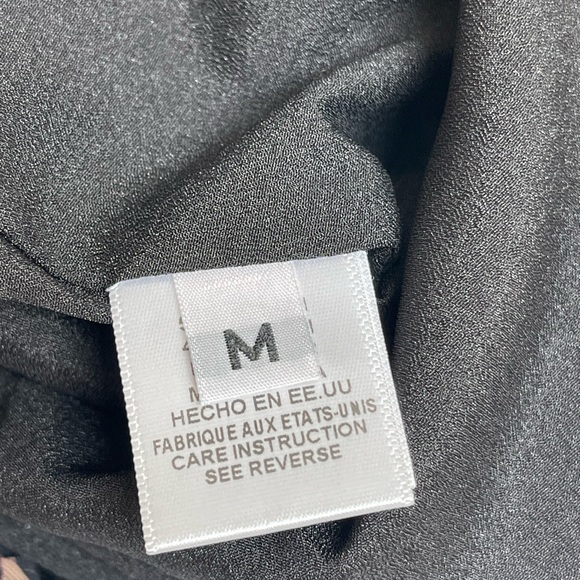 M
HECHO EN EE.UU
FABRIQUE AUX ETATS-UNIS
CARE INSTRUCTION
SEE REVERSE